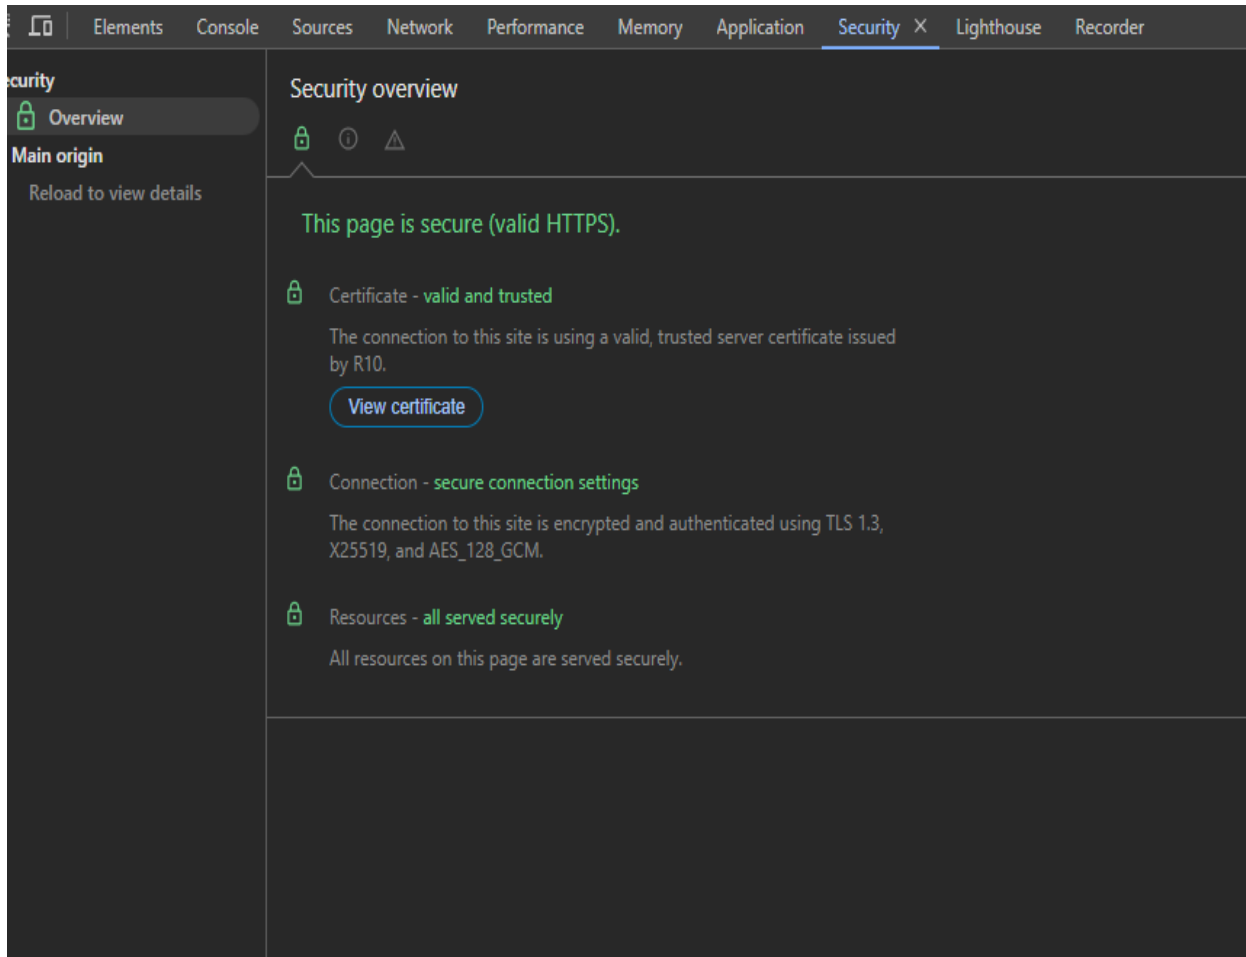 Elements Console Sources Network Performance Memory Application Security Lighthouse Recorder
ecurity
Overview
Main origin
Reload to view details
Security overview
This page is secure (valid HTTPS).
Certificate - valid and trusted
The connection to this site is using a valid, trusted server certificate issued
by R10.
View certificate
Connection - secure connection settings
The connection to this site is encrypted and authenticated using TLS 1.3,
X25519, and AES_128_GCM.
Resources - all served securely
All resources on this page are served securely.